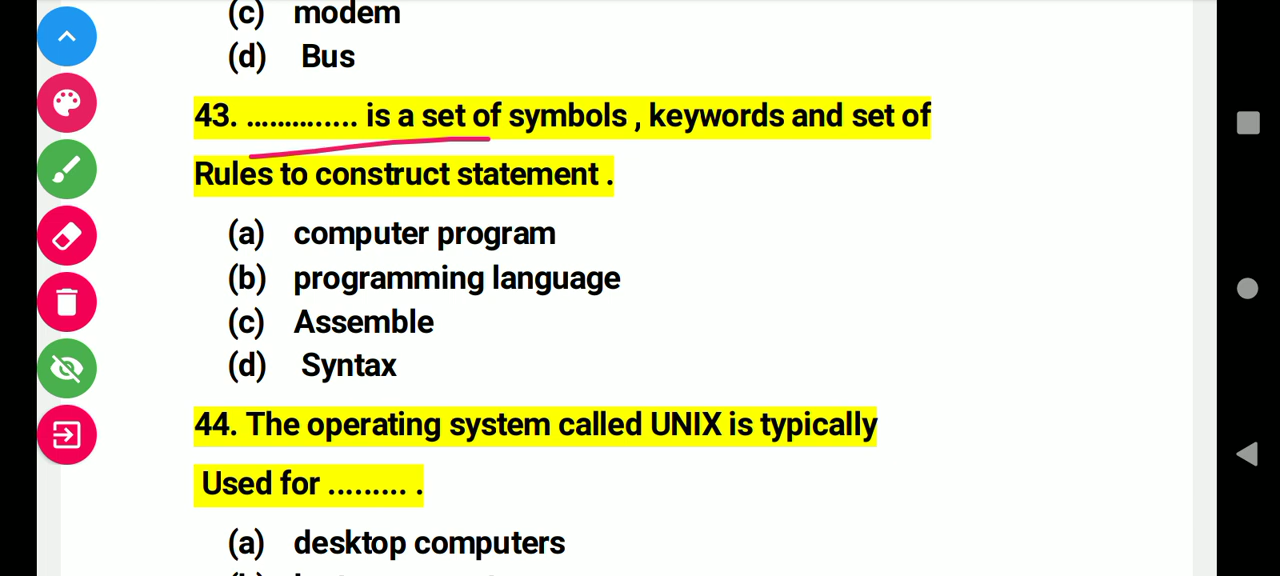 (c) modem
(d) Bus
43. ............. is a set of symbols , keywords and set of
Rules to construct statement .
(a) computer program
(b) programming language
(c) Assemble
(d) Syntax
44. The operating system called UNIX is typically
Used for ......... .
(a) desktop computers